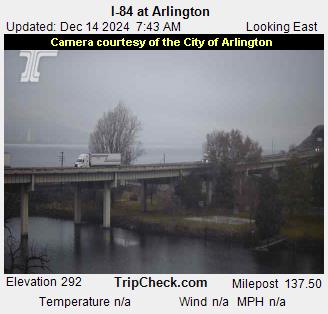 I-84 at Arlington
Updated: Dec 14 2024 7:43 AM Looking East
Camera courtesy of the City of Arlington
Elevation 292 TripCheck.com Milepost 137.50
Temperature n/a Wind n/a MPH n/a